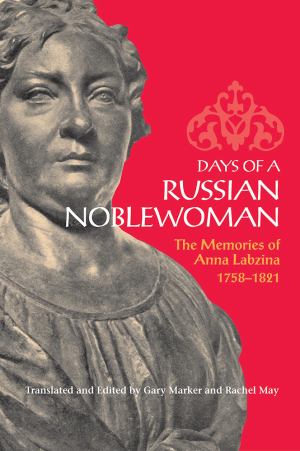 DAYS OF A
RUSSIAN
NOBLEWOMAN
The Memories of
Anna Labzina
1758–1821
Translated and Edited by Gary Marker and Rachel May